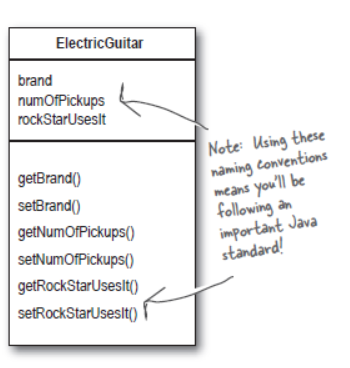 ElectricGuitar
brand
numOfPickups
rockStarUsesIt
getBrand()
setBrand()
getNumOfPickups()
setNumOfPickups()
getRockStarUsesIt()
setRockStarUsesIt()
Note: Using these
naming conventions
means you'll be
following an
important Java
standard!